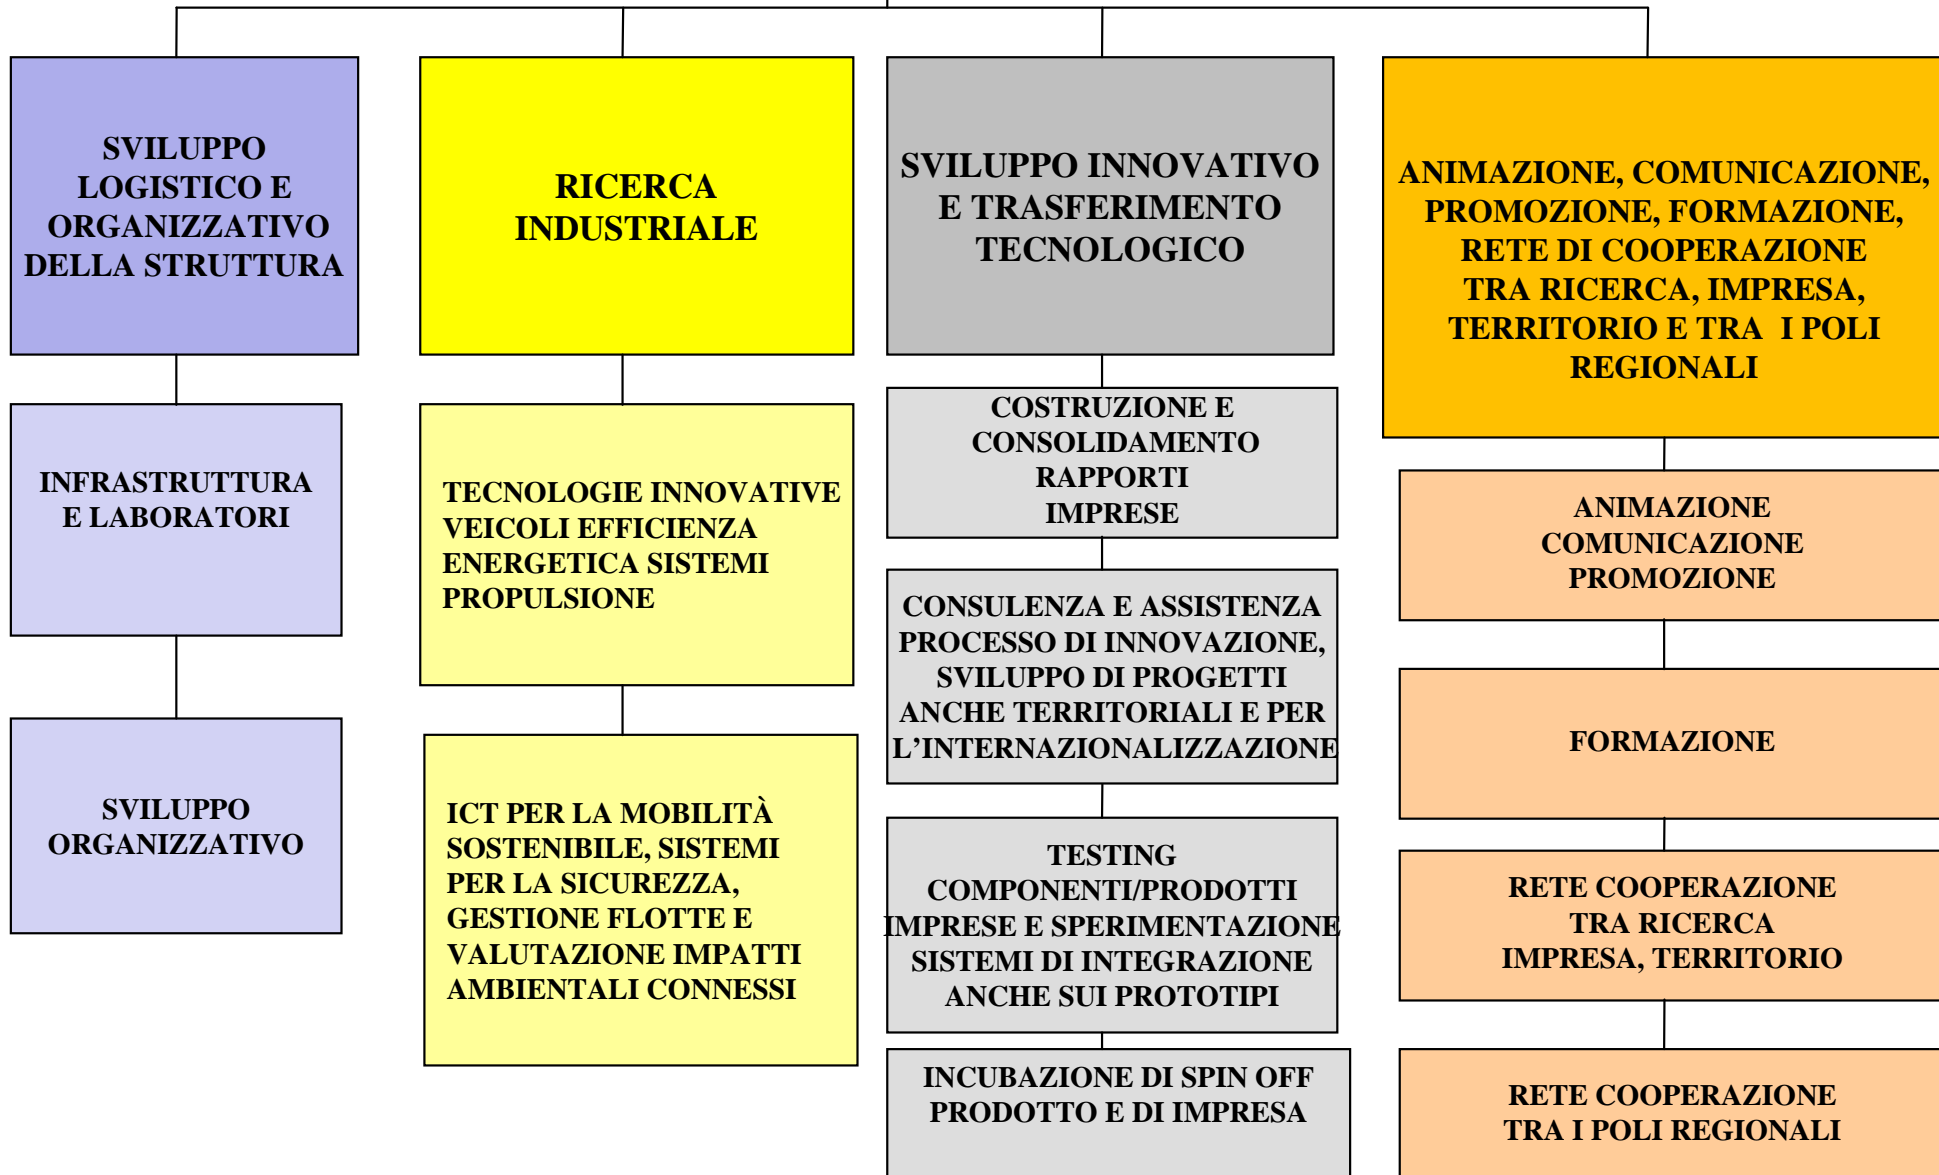 SVILUPPO
LOGISTICO E
ORGANIZZATIVO
DELLA STRUTTURA
INFRASTRUTTURA
E LABORATORI
SVILUPPO
ORGANIZZATIVO
RICERCA
INDUSTRIALE
TECNOLOGIE INNOVATIVE
VEICOLI EFFICIENZA
ENERGETICA SISTEMI
PROPULSIONE
ICT PER LA MOBILITÀ
SOSTENIBILE, SISTEMI
PER LA SICUREZZA,
GESTIONE FLOTTE E
VALUTAZIONE IMPATTI
AMBIENTALI CONNESSI
SVILUPPO INNOVATIVO
E TRASFERIMENTO
TECNOLOGICO
COSTRUZIONE E
CONSOLIDAMENTO
RAPPORTI
IMPRESE
CONSULENZA E ASSISTENZA
PROCESSO DI INNOVAZIONE,
SVILUPPO DI PROGETTI
ANCHE TERRITORIALI E PER
L’INTERNAZIONALIZZAZIONE
TESTING
COMPONENTI/PRODOTTI
IMPRESE E SPERIMENTAZIONE
SISTEMI DI INTEGRAZIONE
ANCHE SUI PROTOTIPI
INCUBAZIONE DI SPIN OFF
PRODOTTO E DI IMPRESA
ANIMAZIONE, COMUNICAZIONE,
PROMOZIONE, FORMAZIONE,
RETE DI COOPERAZIONE
TRA RICERCA, IMPRESA,
TERRITORIO E TRA I POLI
REGIONALI
ANIMAZIONE
COMUNICAZIONE
PROMOZIONE
FORMAZIONE
RETE COOPERAZIONE
TRA RICERCA
IMPRESA, TERRITORIO
RETE COOPERAZIONE
TRA I POLI REGIONALI